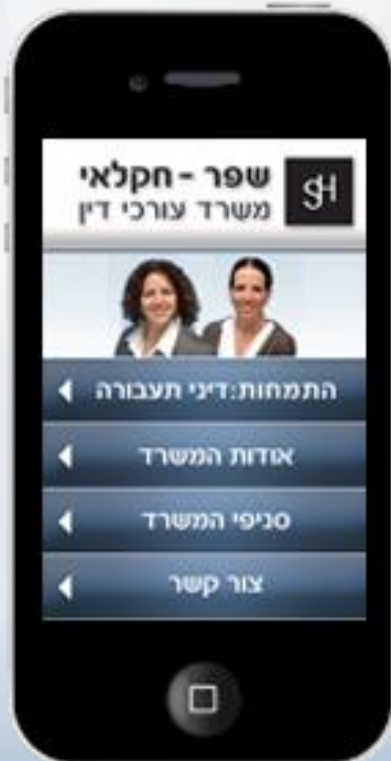 שפר - חקלאי
משרד עורכי דין
SH
התמחות:דיני תעבורה
אודות המשרד
סניפי המשרד
צור קשר